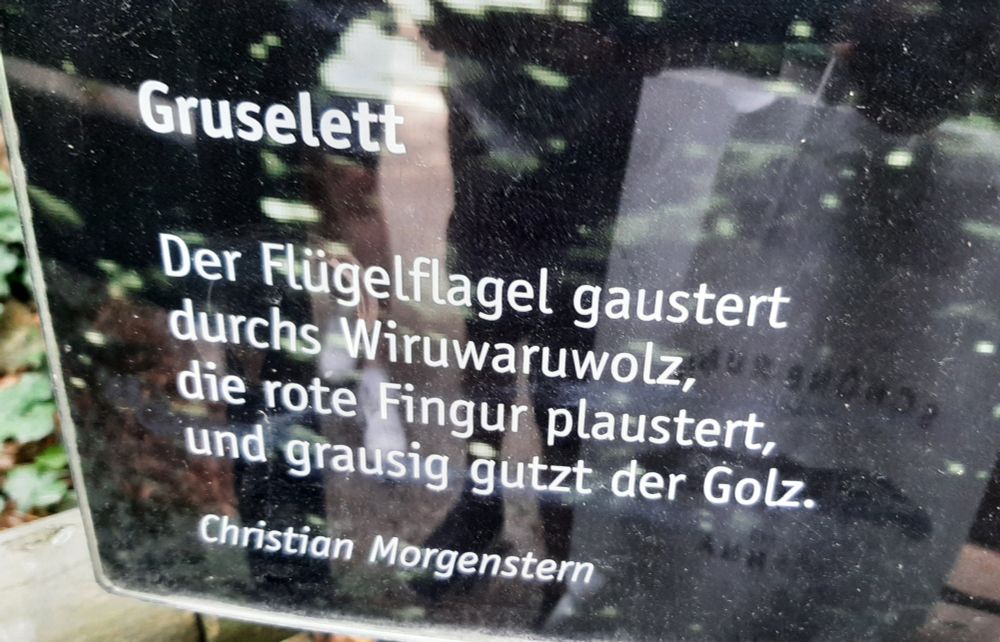 Gruselett
Der Flügelflagel gaustert
durchs Wiruwaruwolz,
die rote Fingur plaustert,
und grausig gutzt der Golz.
Christian Morgenstern